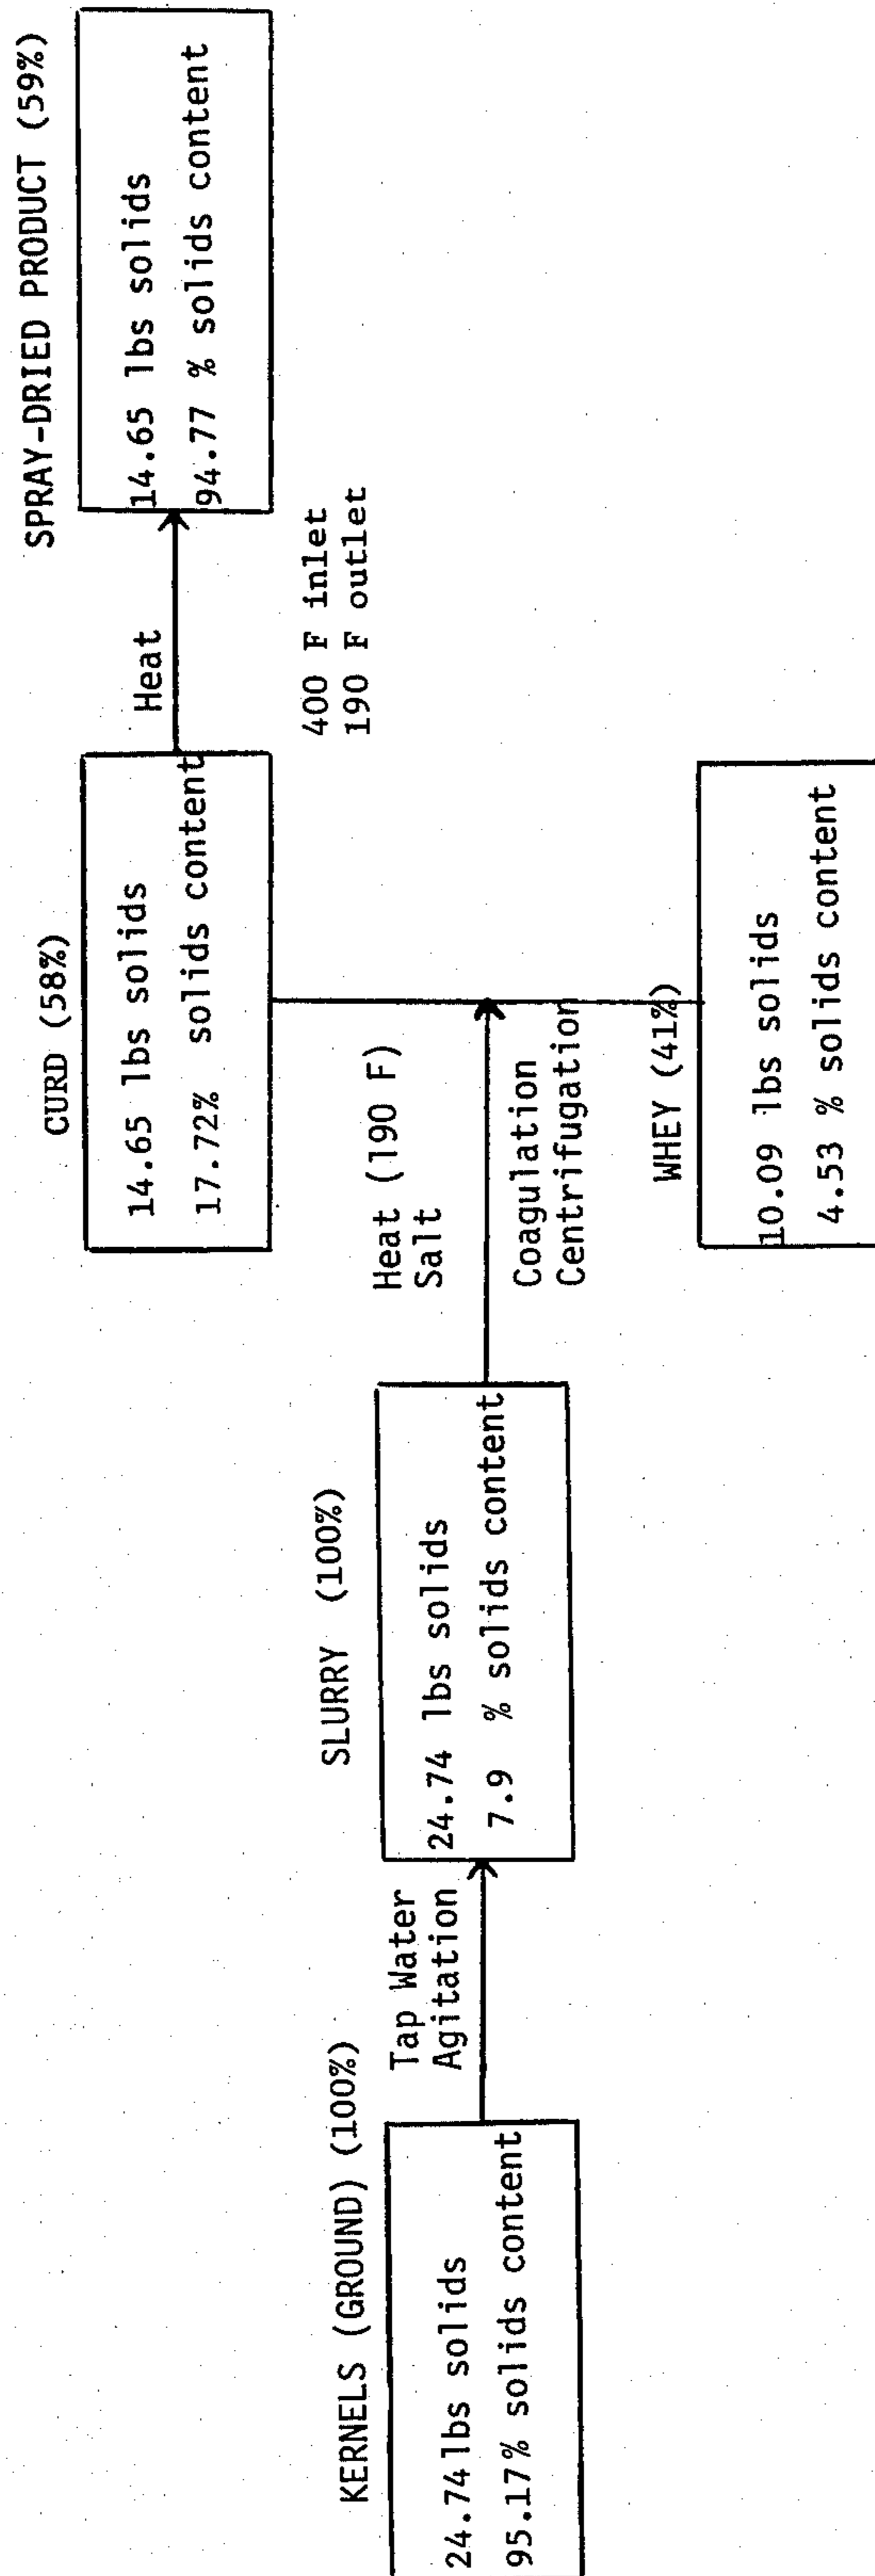 KERNELS (GROUND) (100%)
24.74 lbs solids
95.17% solids content
Tap Water
Agitation
SLURRY (100%)
24.74 lbs solids
7.9 % solids content
Heat (190 F)
Salt
Coagulation
Centrifugation
CURD (58%)
14.65 lbs solids
17.72% solids content
WHEY (41%)
10.09 lbs solids
4.53 % solids content
Heat
400 F inlet
190 F outlet
SPRAY-DRIED PRODUCT (59%)
14.65 lbs solids
94.77 % solids content